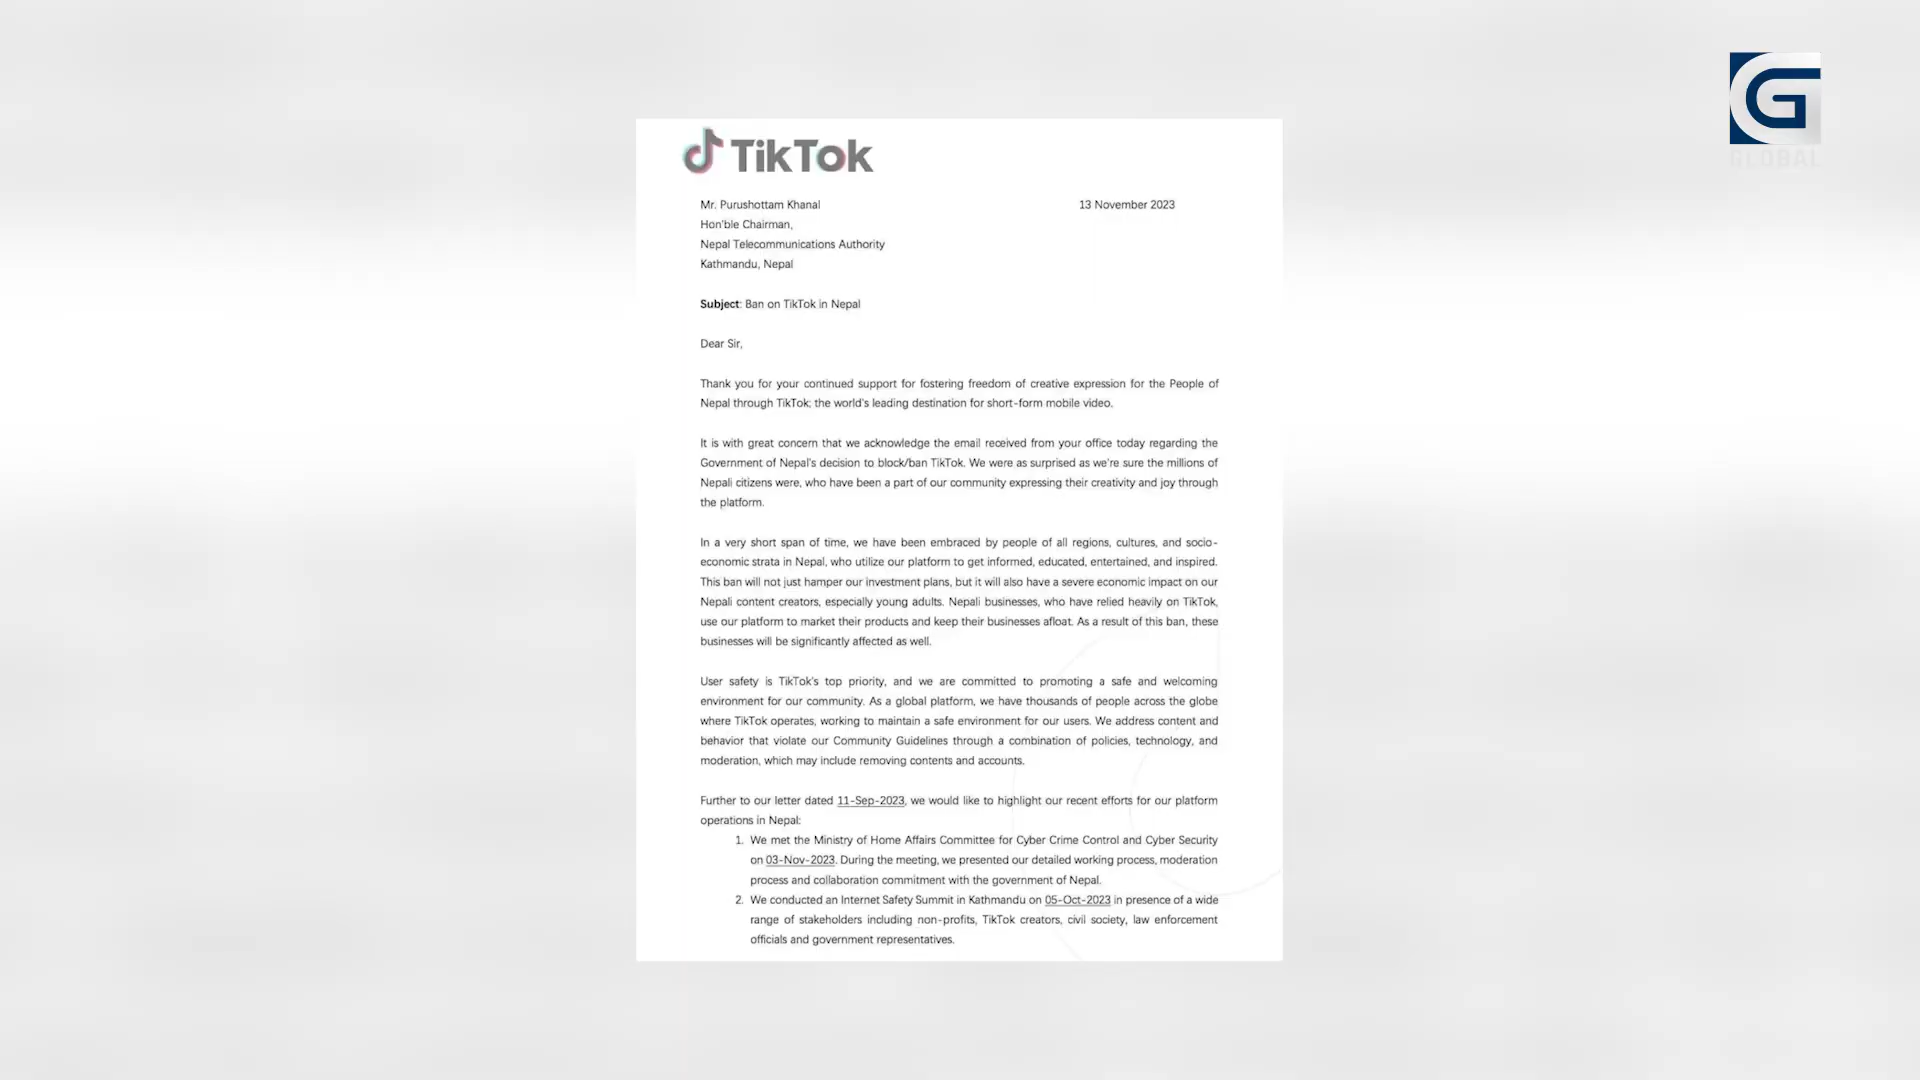 G
GLOBAL
TikTok
Mr. Purushottam Khanal 13 November 2023
Hon'ble Chairman,
Nepal Telecommunications Authority
Kathmandu, Nepal
Subject: Ban on TikTok in Nepal
Dear Sir,
Thank you for your continued support for fostering freedom of creative expression for the People of
Nepal through TikTok; the world's leading destination for short-form mobile video.
It is with great concern that we acknowledge the email received from your office today regarding the
Government of Nepal's decision to block/ban TikTok. We were as surprised as we're sure the millions of
Nepali citizens were, who have been a part of our community expressing their creativity and joy through
the platform.
In a very short span of time, we have been embraced by people of all regions, cultures, and socio-
economic strata in Nepal, who utilize our platform to get informed, educated, entertained, and inspired.
This ban will not just hamper our investment plans, but it will also have a severe economic impact on our
Nepali content creators, especially young adults. Nepali businesses, who have relied heavily on TikTok,
use our platform to market their products and keep their businesses afloat. As a result of this ban, these
businesses will be significantly affected as well.
User safety is TikTok's top priority, and we are committed to promoting a safe and welcoming
environment for our community. As a global platform, we have thousands of people across the globe
where TikTok operates, working to maintain a safe environment for our users. We address content and
behavior that violate our Community Guidelines through a combination of policies, technology, and
moderation, which may include removing contents and accounts.
Further to our letter dated 11-Sep-2023, we would like to highlight our recent efforts for our platform
operations in Nepal:
1. We met the Ministry of Home Affairs Committee for Cyber Crime Control and Cyber Security
on 03-Nov-2023. During the meeting, we presented our detailed working process, moderation
process and collaboration commitment with the government of Nepal.
2. We conducted an Internet Safety Summit in Kathmandu on 05-Oct-2023 in presence of a wide
range of stakeholders including non-profits, TikTok creators, civil society, law enforcement
officials and government representatives.